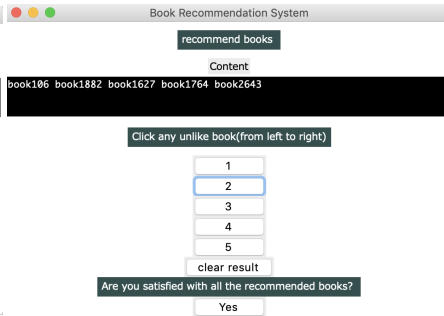 Book Recommendation System
recommend books
Content
book106 book1882 book1627 book1764 book2643
Click any unlike book(from left to right)
1
2
3
4
5
clear result
Are you satisfied with all the recommended books?
Yes